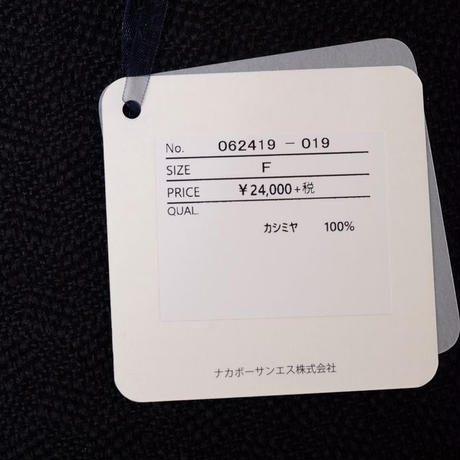 No. 062419 - 019
SIZE F
PRICE ¥24,000+税
QUAL.
カシミヤ 100%
ナカボーサンエス株式会社